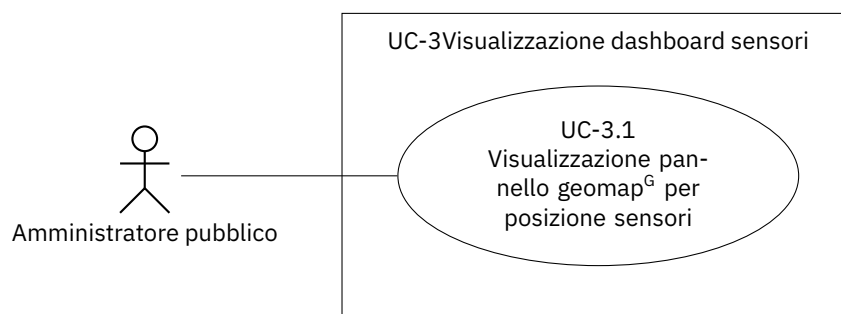 UC-3Visualizzazione dashboard sensori
UC-3.1
Visualizzazione pan-
nello geomapᴳ per
posizione sensori
Amministratore pubblico